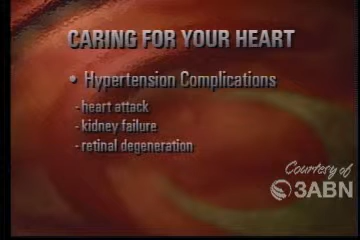 CARING FOR YOUR HEART
• Hypertension Complications
- heart attack
- kidney failure
- retinal degeneration
Courtesy of
3ABN